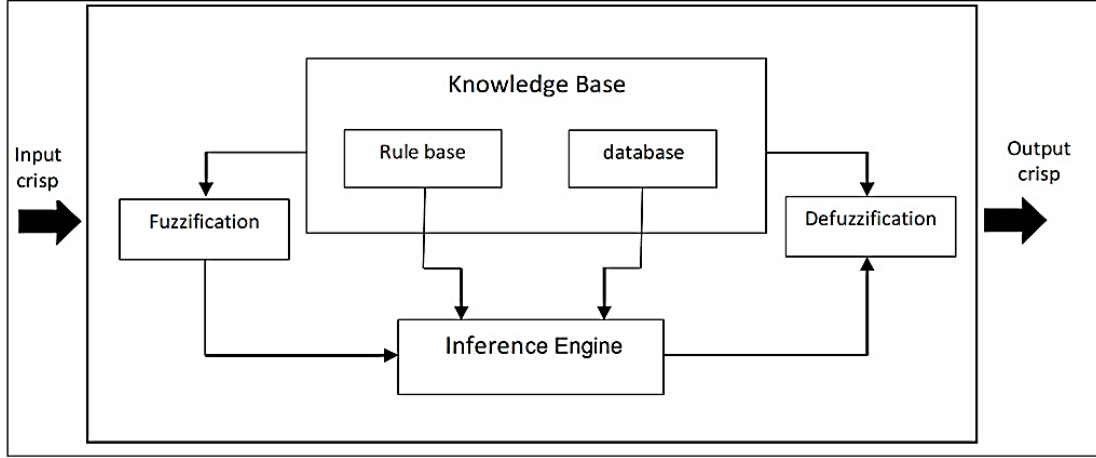 Knowledge Base
Rule base
database
Input
crisp
Output
crisp
Fuzzification
Defuzzification
Inference Engine